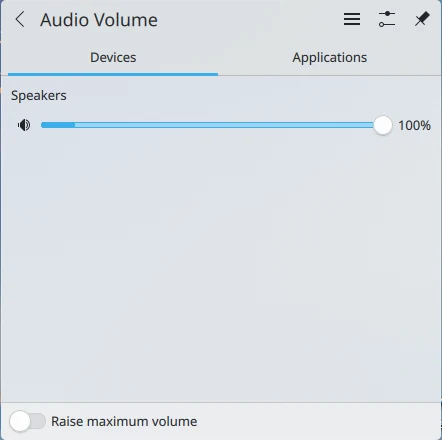 Audio Volume
Devices
Applications
Speakers
100%
Raise maximum volume